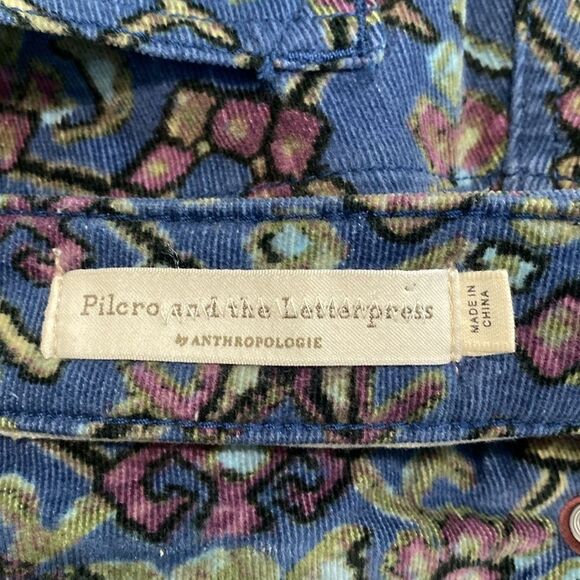 Pilcro and the Letterpress
by ANTHROPOLOGIE
MADE IN
CHINA